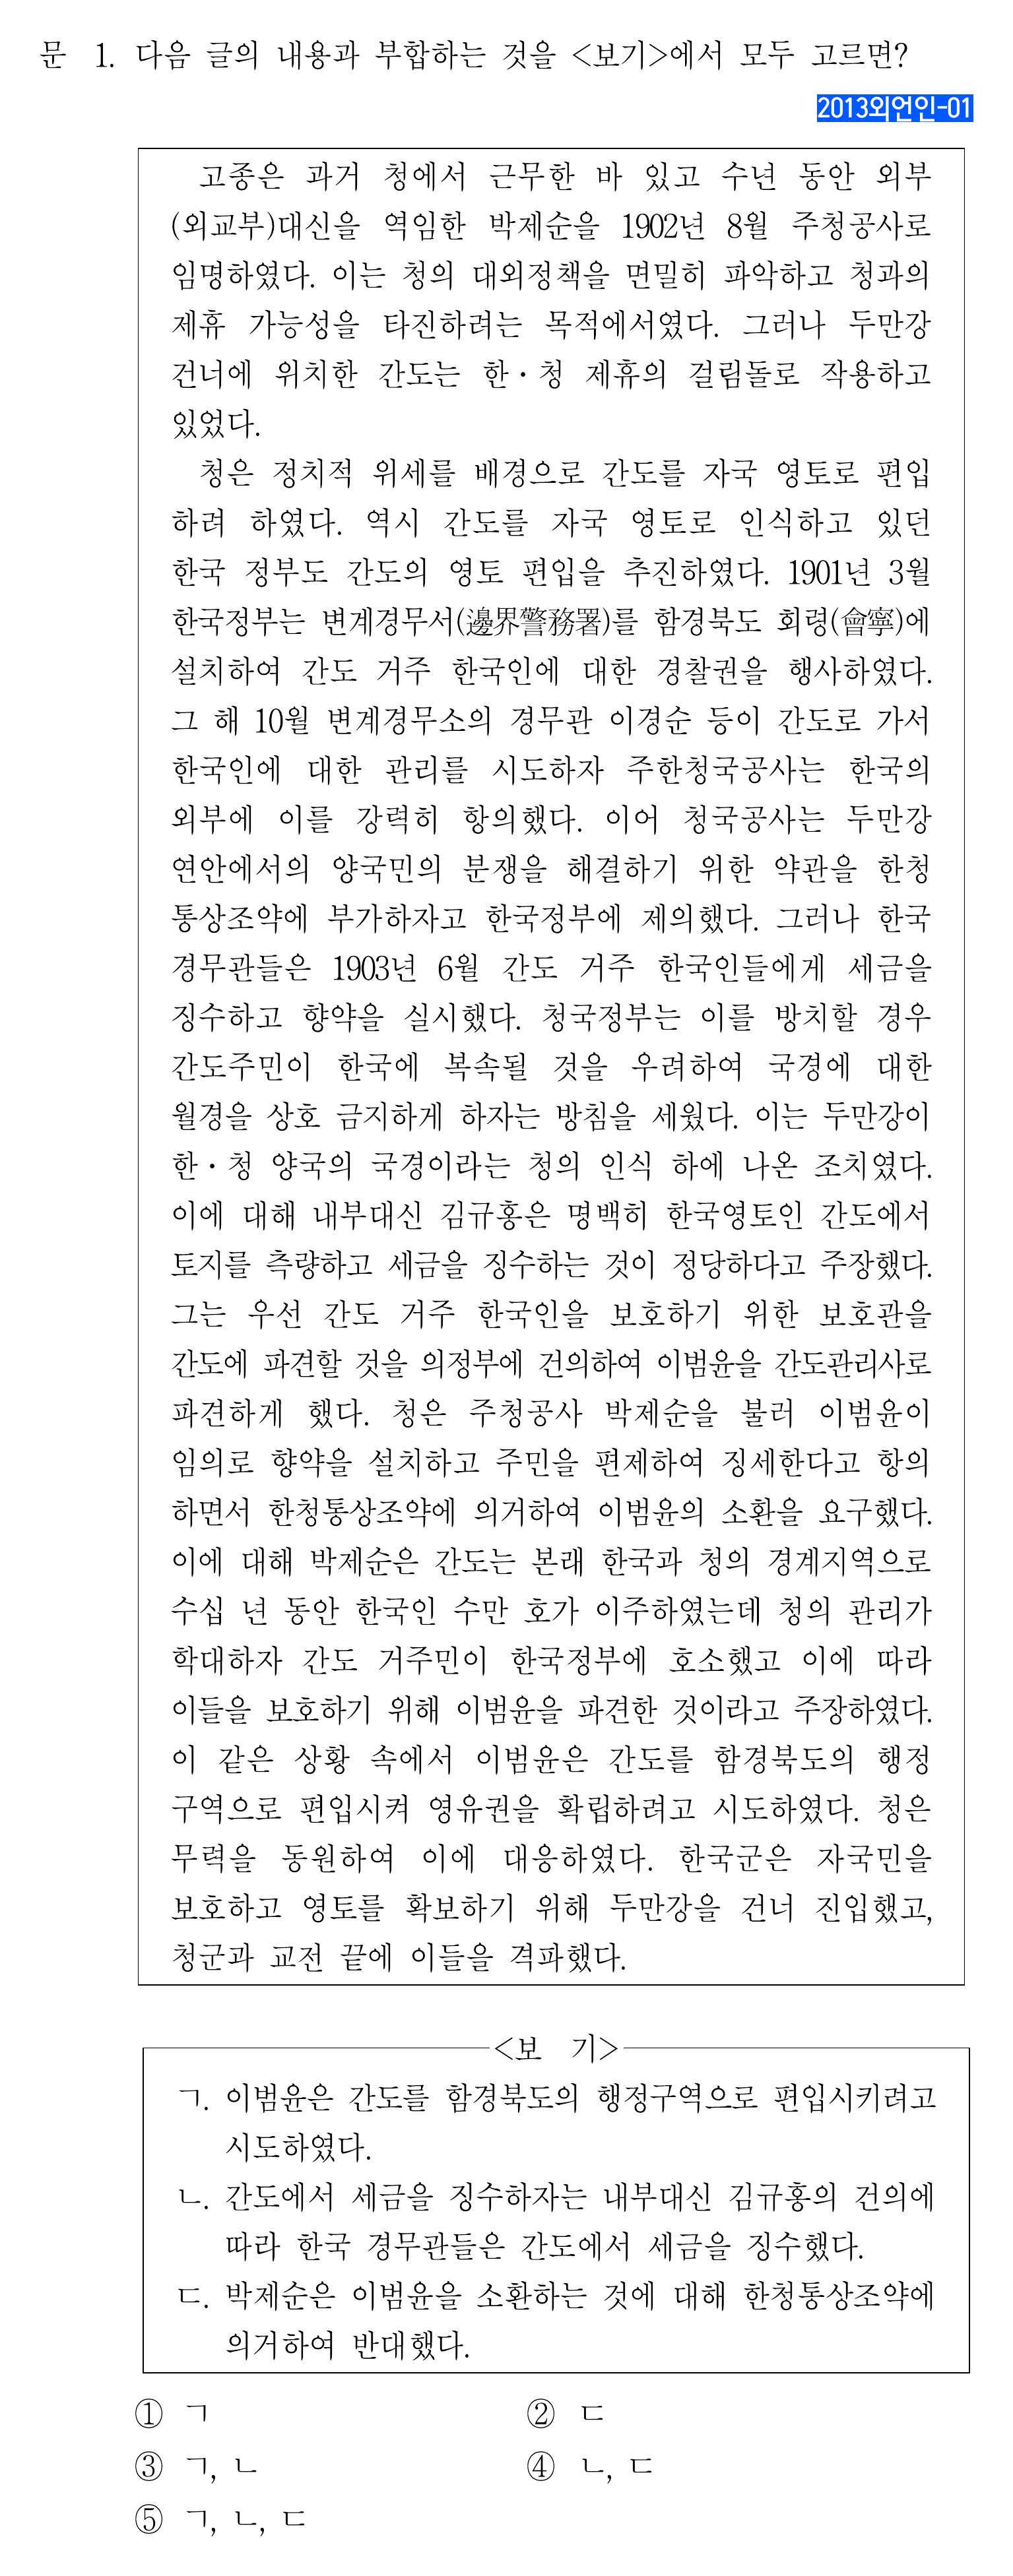 문 1. 다음 글의 내용과 부합하는 것을 <보기>에서 모두 고르면?
2013외언인-01
고종은 과거 청에서 근무한 바 있고 수년 동안 외부
(외교부)대신을 역임한 박제순을 1902년 8월 주청공사로
임명하였다. 이는 청의 대외정책을 면밀히 파악하고 청과의
제휴 가능성을 타진하려는 목적에서였다. 그러나 두만강
건너에 위치한 간도는 한·청 제휴의 걸림돌로 작용하고
있었다.
청은 정치적 위세를 배경으로 간도를 자국 영토로 편입
하려 하였다. 역시 간도를 자국 영토로 인식하고 있던
한국 정부도 간도의 영토 편입을 추진하였다. 1901년 3월
한국정부는 변계경무서(邊界警務署)를 함경북도 회령(會寧)에
설치하여 간도 거주 한국인에 대한 경찰권을 행사하였다.
그 해 10월 변계경무소의 경무관 이경순 등이 간도로 가서
한국인에 대한 관리를 시도하자 주한청국공사는 한국의
외부에 이를 강력히 항의했다. 이어 청국공사는 두만강
연안에서의 양국민의 분쟁을 해결하기 위한 약관을 한청
통상조약에 부가하자고 한국정부에 제의했다. 그러나 한국
경무관들은 1903년 6월 간도 거주 한국인들에게 세금을
징수하고 향약을 실시했다. 청국정부는 이를 방치할 경우
간도주민이 한국에 복속될 것을 우려하여 국경에 대한
월경을 상호 금지하게 하자는 방침을 세웠다. 이는 두만강이
한·청 양국의 국경이라는 청의 인식 하에 나온 조치였다.
이에 대해 내부대신 김규홍은 명백히 한국영토인 간도에서
토지를 측량하고 세금을 징수하는 것이 정당하다고 주장했다.
그는 우선 간도 거주 한국인을 보호하기 위한 보호관을
간도에 파견할 것을 의정부에 건의하여 이범윤을 간도관리사로
파견하게 했다. 청은 주청공사 박제순을 불러 이범윤이
임의로 향약을 설치하고 주민을 편제하여 징세한다고 항의
하면서 한청통상조약에 의거하여 이범윤의 소환을 요구했다.
이에 대해 박제순은 간도는 본래 한국과 청의 경계지역으로
수십 년 동안 한국인 수만 호가 이주하였는데 청의 관리가
학대하자 간도 거주민이 한국정부에 호소했고 이에 따라
이들을 보호하기 위해 이범윤을 파견한 것이라고 주장하였다.
이 같은 상황 속에서 이범윤은 간도를 함경북도의 행정
구역으로 편입시켜 영유권을 확립하려고 시도하였다. 청은
무력을 동원하여 이에 대응하였다. 한국군은 자국민을
보호하고 영토를 확보하기 위해 두만강을 건너 진입했고,
청군과 교전 끝에 이들을 격파했다.
<보 기>
ㄱ. 이범윤은 간도를 함경북도의 행정구역으로 편입시키려고
시도하였다.
ㄴ. 간도에서 세금을 징수하자는 내부대신 김규홍의 건의에
따라 한국 경무관들은 간도에서 세금을 징수했다.
ㄷ. 박제순은 이범윤을 소환하는 것에 대해 한청통상조약에
의거하여 반대했다.
① ㄱ ② ㄷ
③ ㄱ, ㄴ ④ ㄴ, ㄷ
⑤ ㄱ, ㄴ, ㄷ